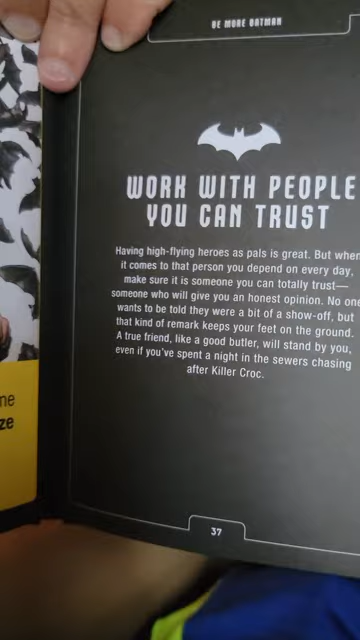 BE MORE BATMAN
WORK WITH PEOPLE
YOU CAN TRUST
Having high-flying heroes as pals is great. But when
it comes to that person you depend on every day,
make sure it is someone you can totally trust—
someone who will give you an honest opinion. No one
wants to be told they were a bit of a show-off, but
that kind of remark keeps your feet on the ground.
A true friend, like a good butler, will stand by you,
even if you've spent a night in the sewers chasing
after Killer Croc.
37